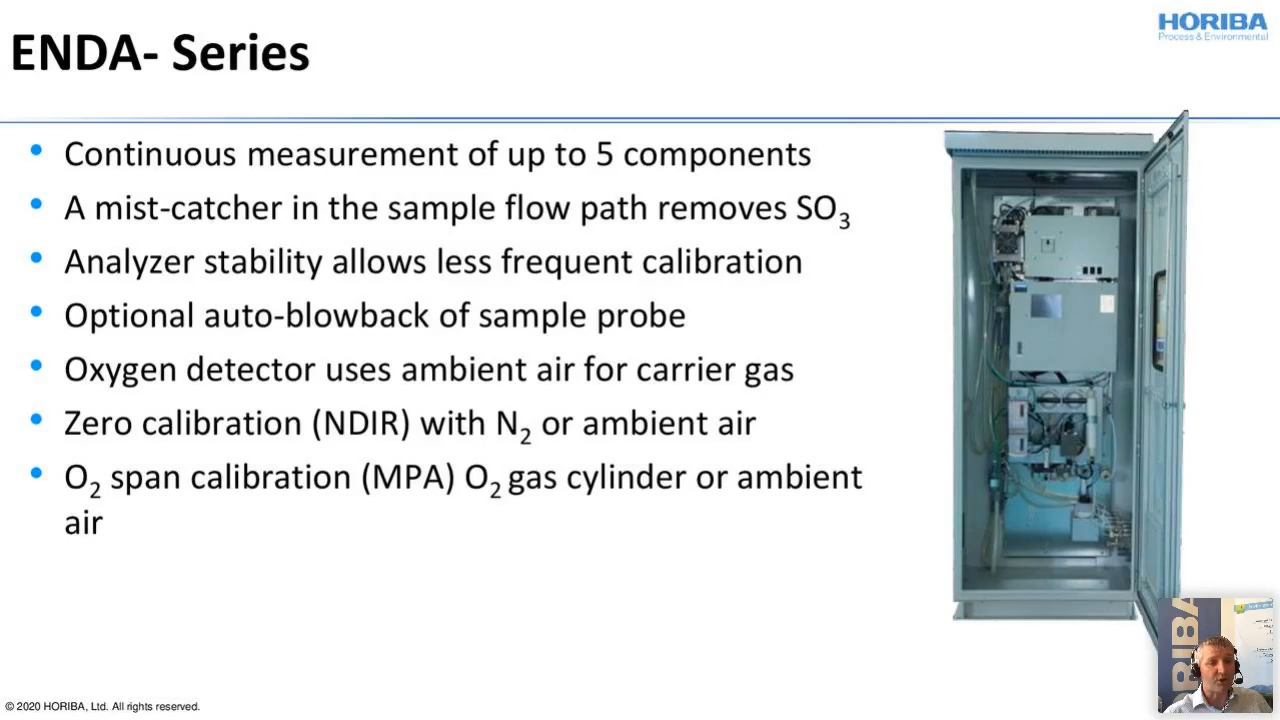 HORIBA
Process & Environmental
ENDA- Series
• Continuous measurement of up to 5 components
• A mist-catcher in the sample flow path removes SO₃
• Analyzer stability allows less frequent calibration
• Optional auto-blowback of sample probe
• Oxygen detector uses ambient air for carrier gas
• Zero calibration (NDIR) with N₂ or ambient air
• O₂ span calibration (MPA) O₂ gas cylinder or ambient
air
RIBA
© 2020 HORIBA, Ltd. All rights reserved.